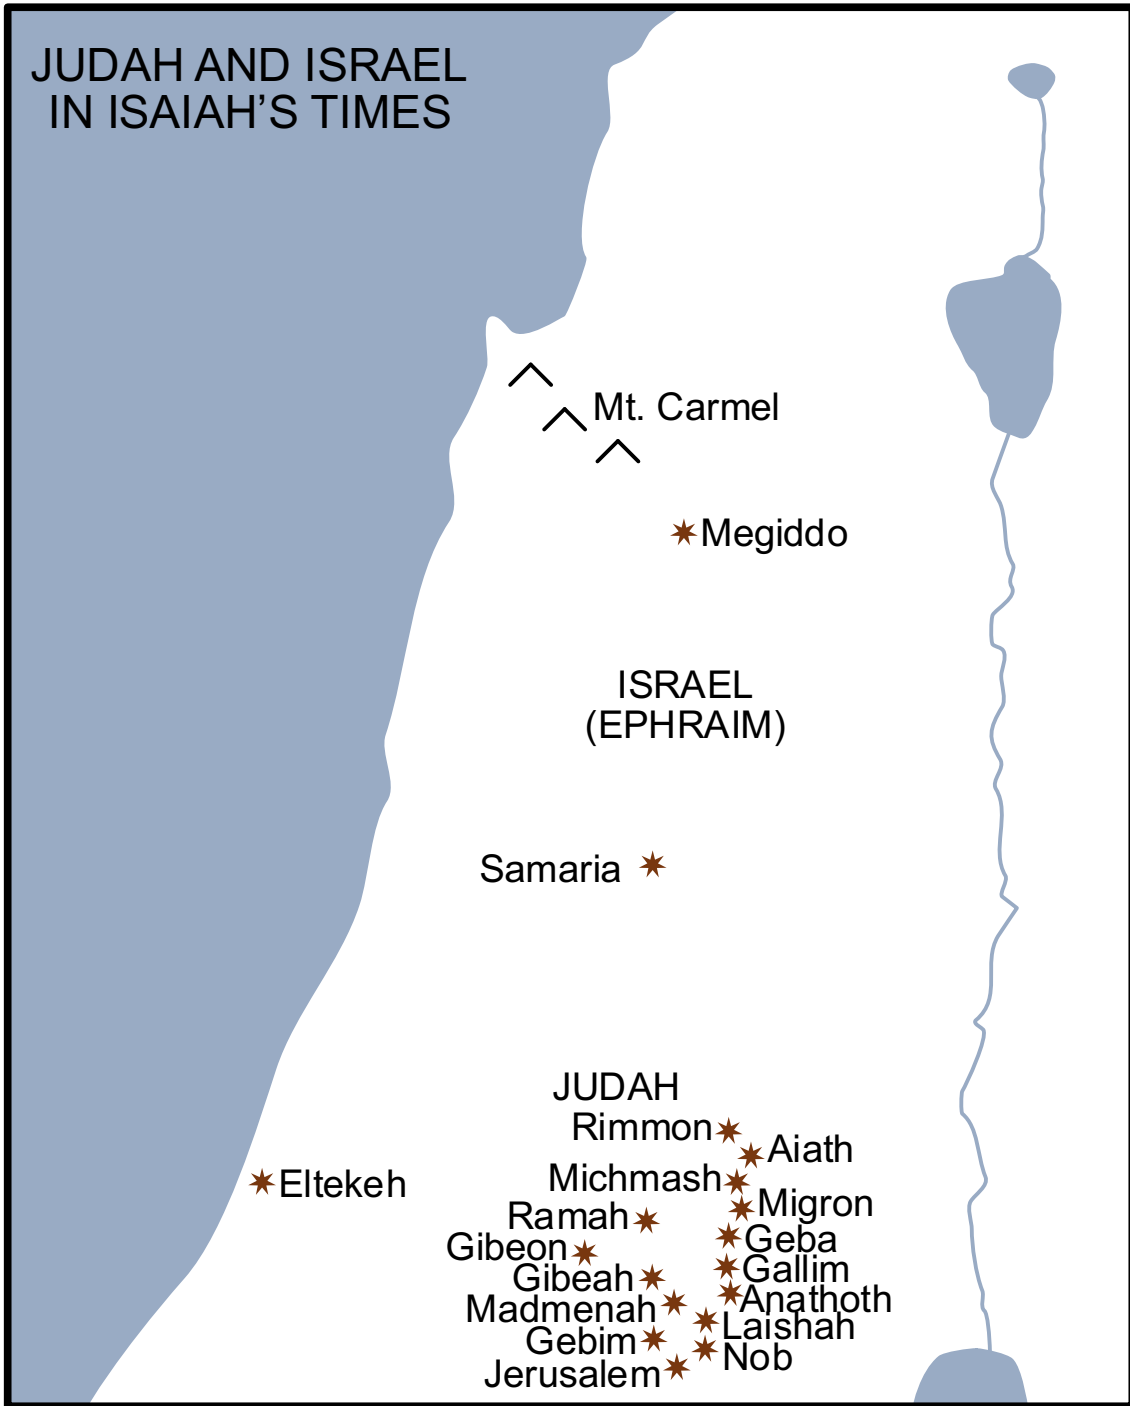 JUDAH AND ISRAEL
IN ISAIAH’S TIMES
Mt. Carmel
Megiddo
ISRAEL
(EPHRAIM)
Samaria
JUDAH
Rimmon
Aiath
Michmash
Eltekeh
Migron
Ramah
Geba
Gibeon
Gallim
Gibeah
Anathoth
Madmenah
Laishah
Gebim
Nob
Jerusalem